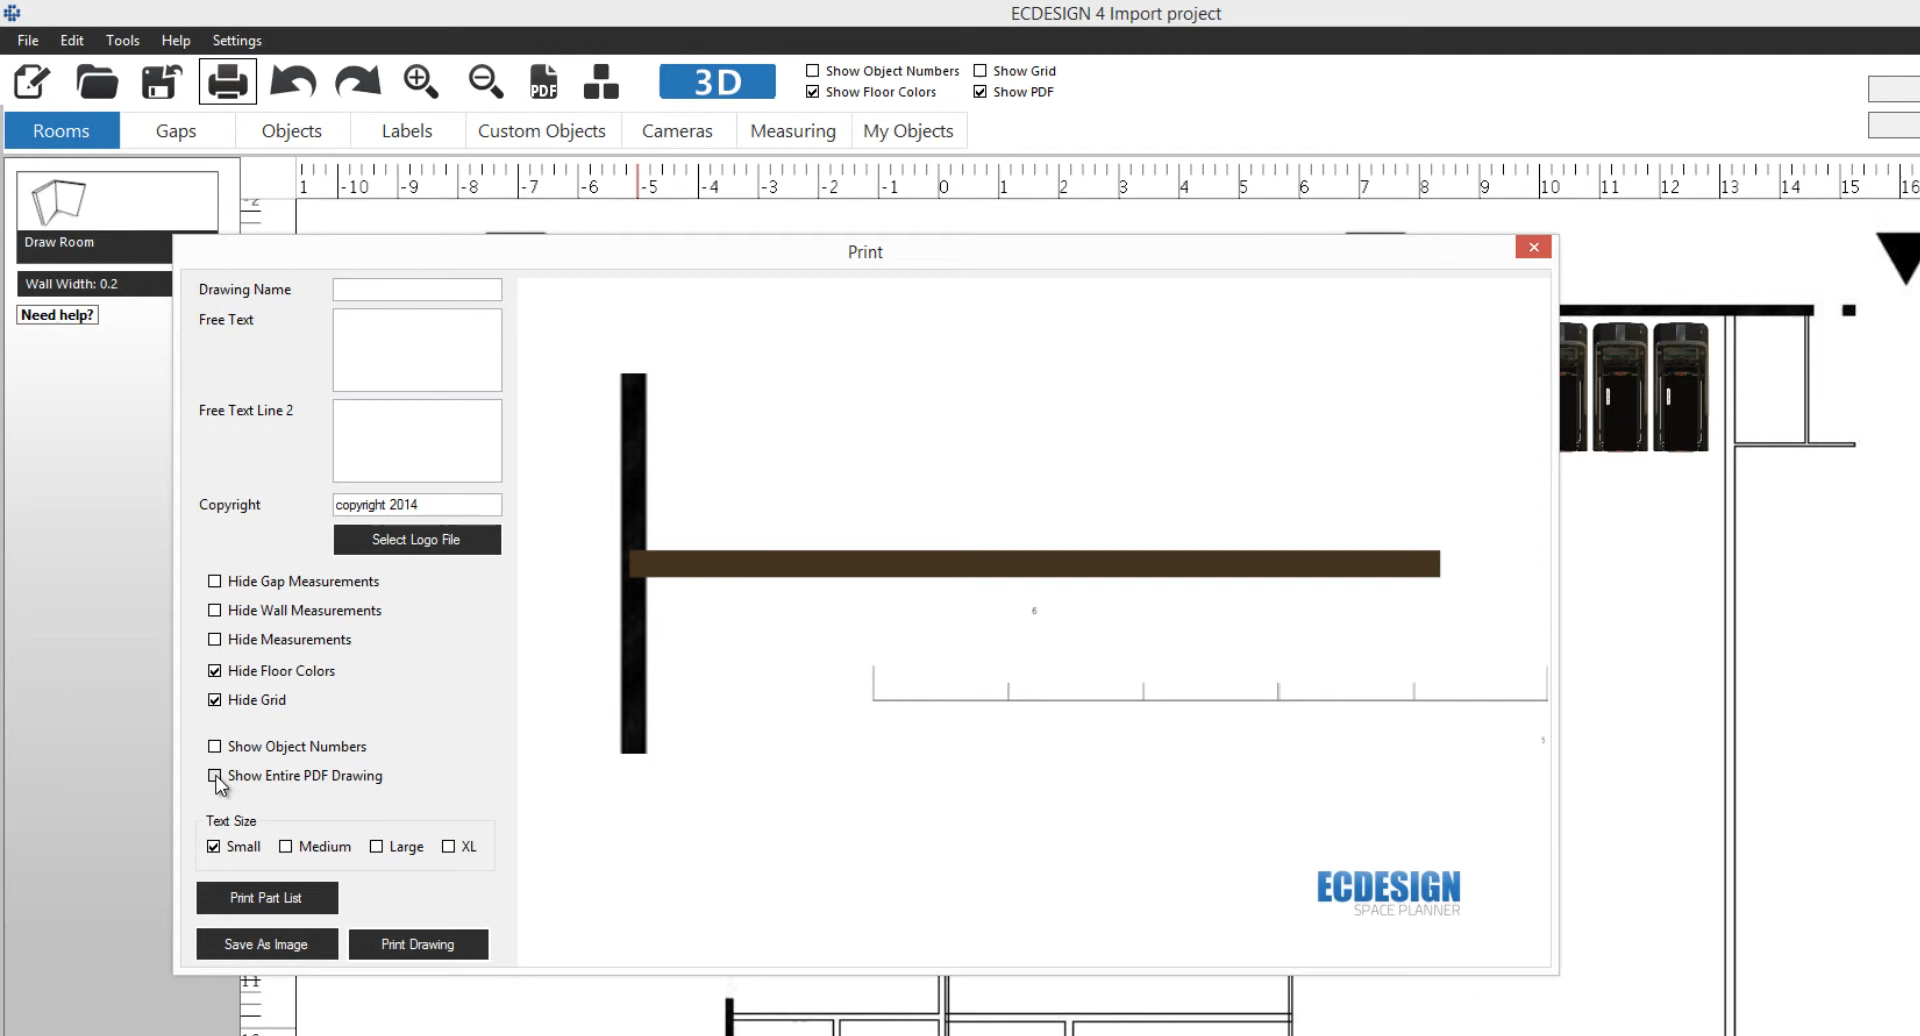 ECDESIGN 4 Import project
File Edit Tools Help Settings
PDF
3D
Show Object Numbers Show Grid
Show Floor Colors Show PDF
Rooms Gaps Objects Labels Custom Objects Cameras Measuring My Objects
1 -10 -9 -8 -7 -6 -5 -4 -3 -2 -1 0 1 2 3 4 5 6 7 8 9 10 11 12 13 14 15 16
-2
Draw Room
Wall Width: 0.2
Need help?
Print
Drawing Name
Free Text
Free Text Line 2
Copyright copyright 2014
Select Logo File
Hide Gap Measurements
Hide Wall Measurements
Hide Measurements
Hide Floor Colors
Hide Grid
Show Object Numbers
Show Entire PDF Drawing
Text Size
Small Medium Large XL
Print Part List
Save As Image Print Drawing
6
5
ECDESIGN
SPACE PLANNER
11